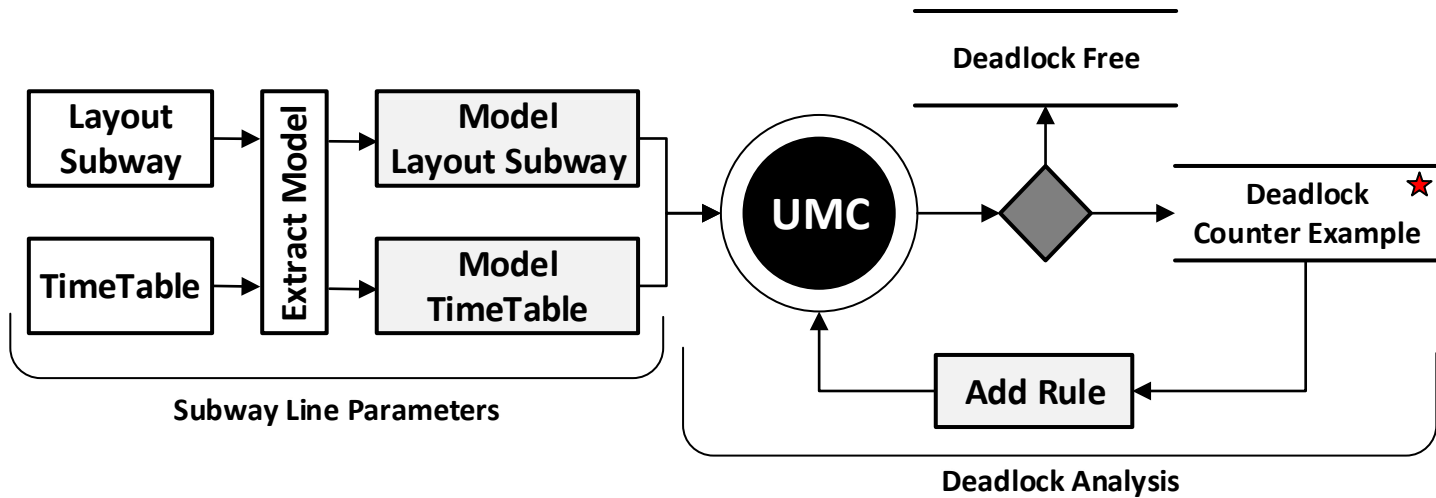 Layout
Subway
TimeTable
Extract Model
Model
Layout Subway
Model
TimeTable
Subway Line Parameters
UMC
Deadlock Free
Deadlock
Counter Example
Add Rule
Deadlock Analysis